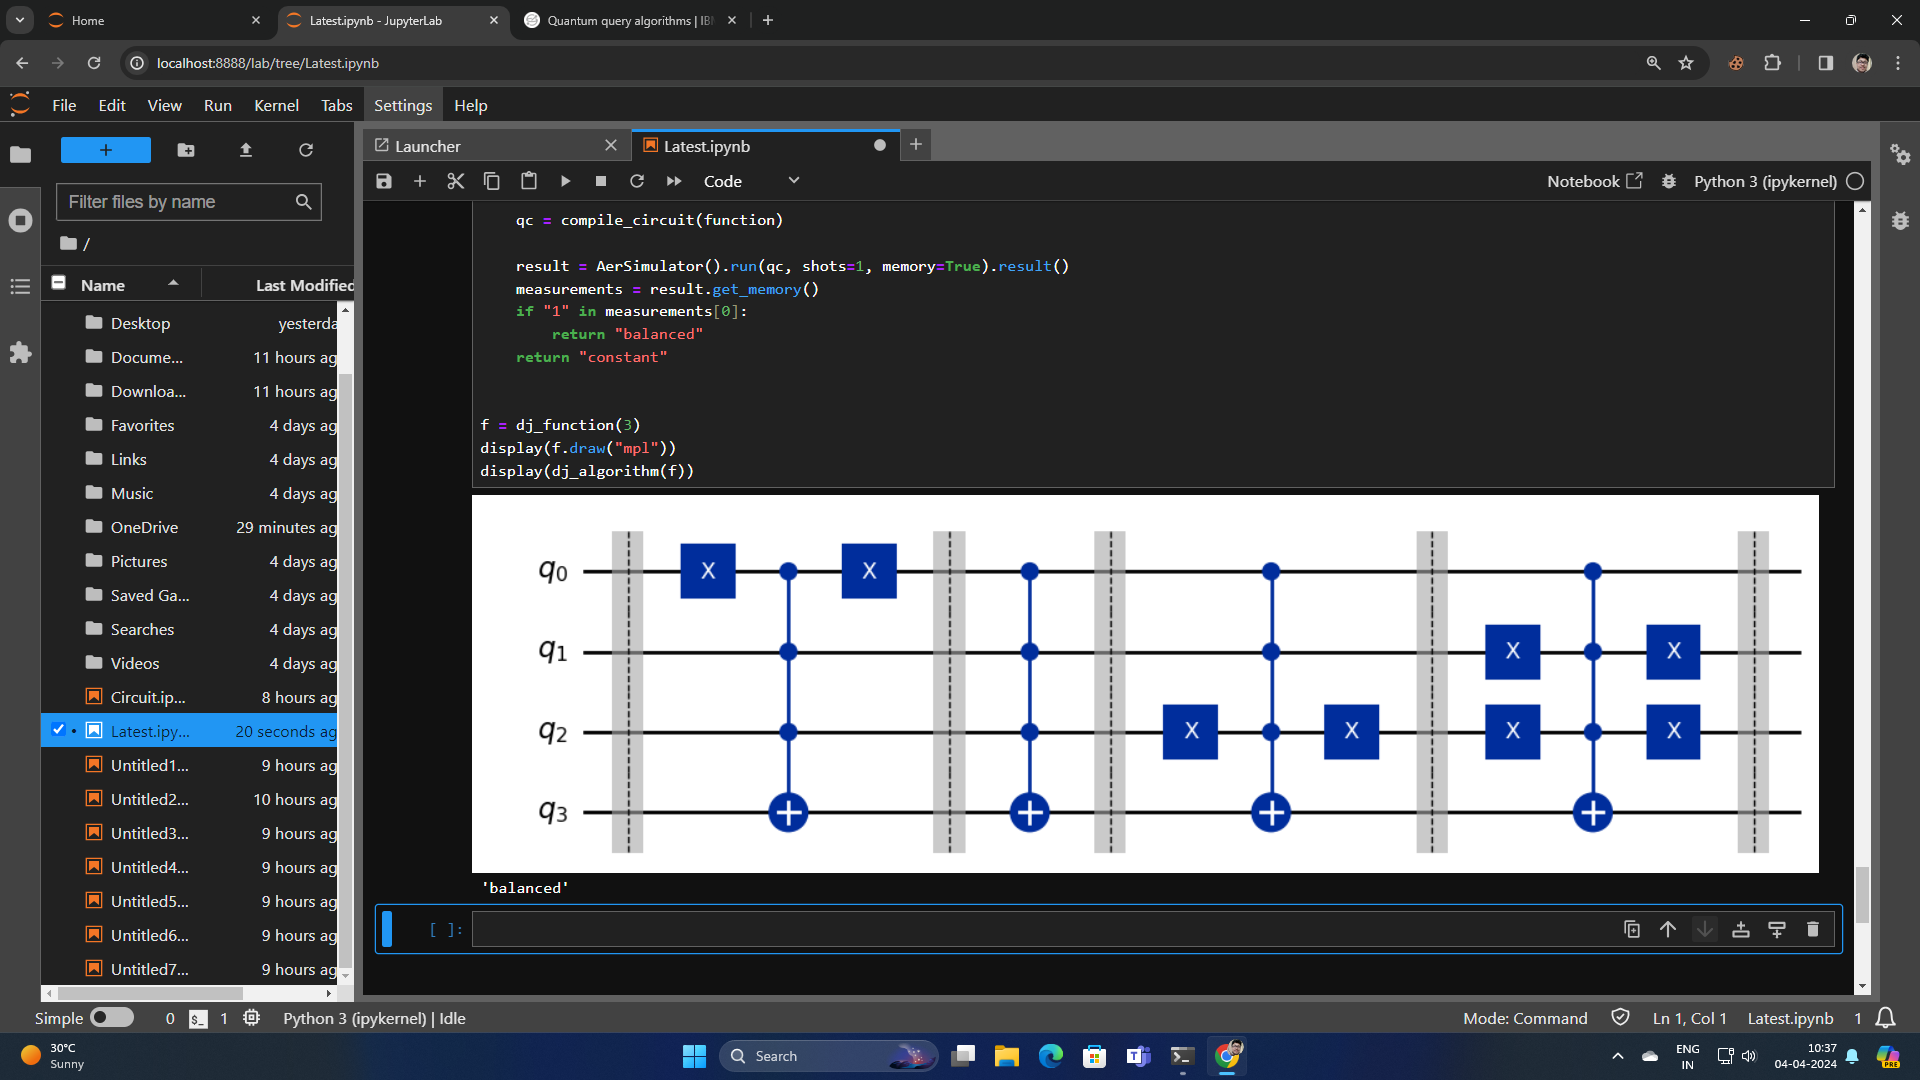 Home
Latest.ipynb - JupyterLab
Quantum query algorithms | IB
localhost:8888/lab/tree/Latest.ipynb
File Edit View Run Kernel Tabs Settings Help
Launcher
Latest.ipynb
Code
Notebook
Python 3 (ipykernel)
Filter files by name
/
Name Last Modified
Desktop yesterda
Docume... 11 hours ag
Downloa... 11 hours ag
Favorites 4 days ag
Links 4 days ag
Music 4 days ag
OneDrive 29 minutes ag
Pictures 4 days ag
Saved Ga... 4 days ag
Searches 4 days ag
Videos 4 days ag
Circuit.ip... 8 hours ag
Latest.ipy... 20 seconds ag
Untitled1... 9 hours ag
Untitled2... 10 hours ag
Untitled3... 9 hours ag
Untitled4... 9 hours ag
Untitled5... 9 hours ag
Untitled6... 9 hours ag
Untitled7... 9 hours ag
qc = compile_circuit(function)
result = AerSimulator().run(qc, shots=1, memory=True).result()
measurements = result.get_memory()
if "1" in measurements[0]:
return "balanced"
return "constant"
f = dj_function(3)
display(f.draw("mpl"))
display(dj_algorithm(f))
q0 X X
q1 X X
q2 X X X X
q3
'balanced'
[ ]:
Simple 0 $_ 1 Python 3 (ipykernel) | Idle
Mode: Command Ln 1, Col 1 Latest.ipynb 1
30°C
Sunny
Search
ENG
IN
10:37
04-04-2024
PRE